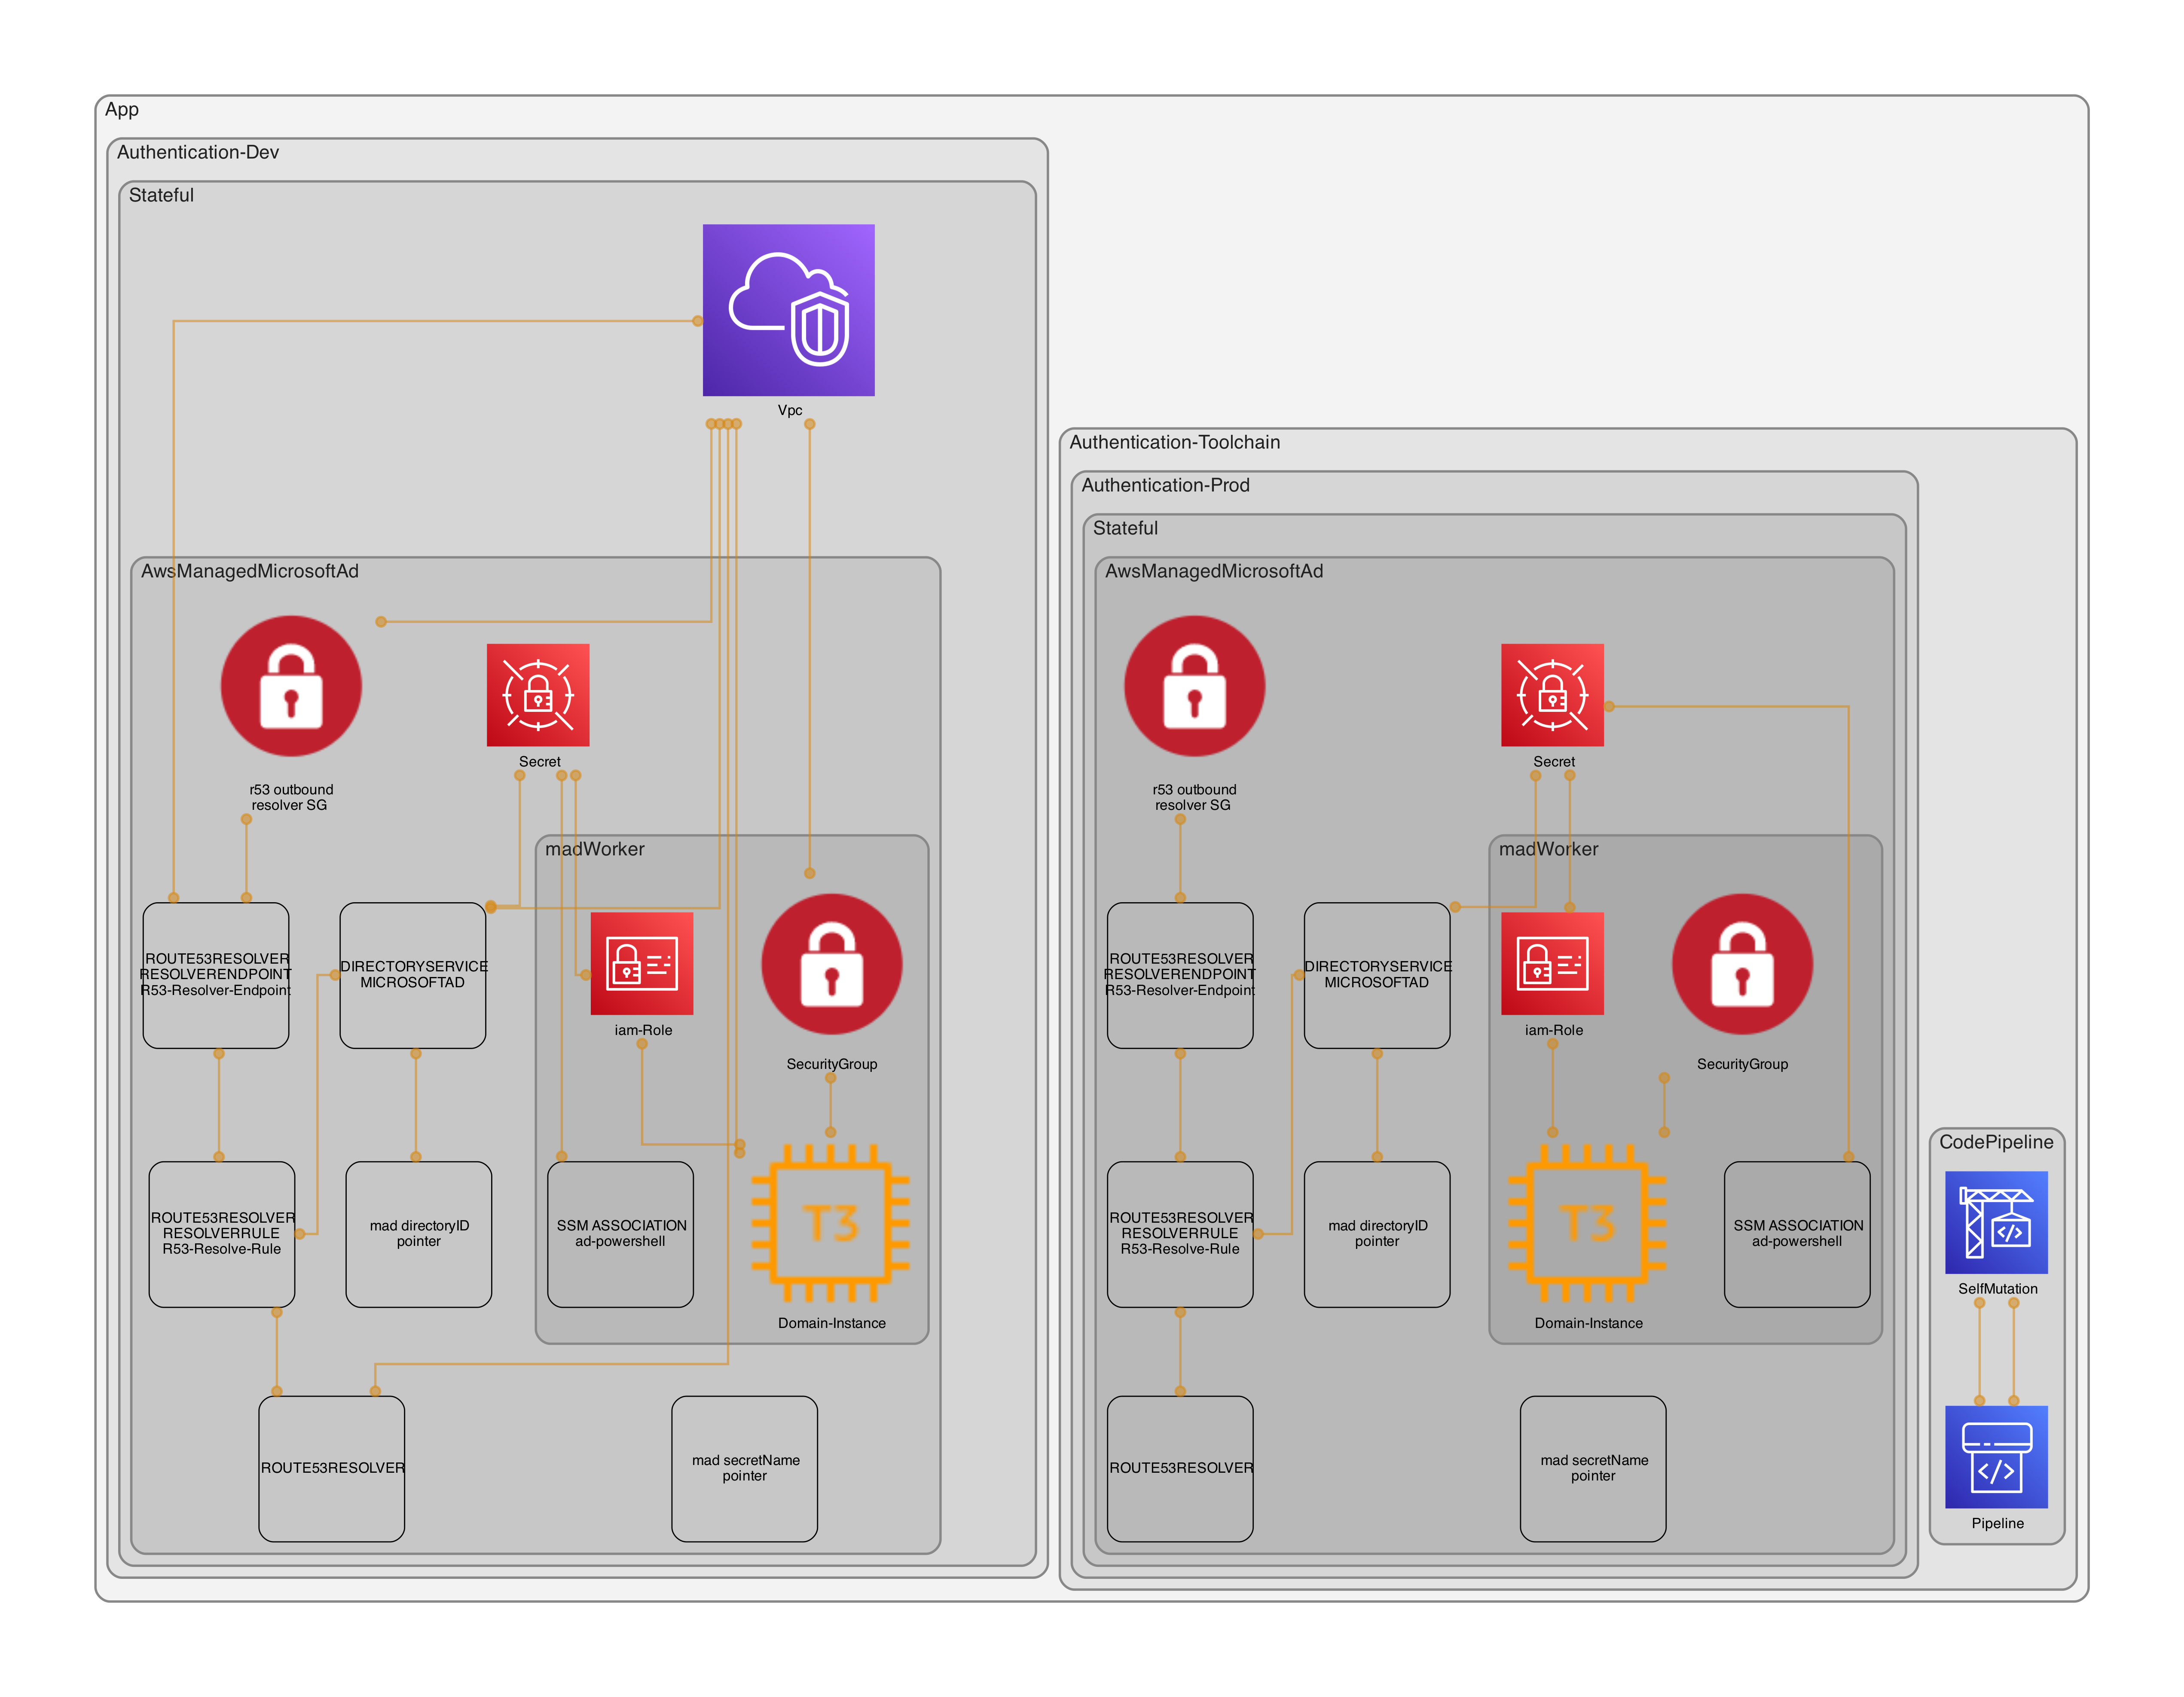 App
Authentication-Dev
Stateful
Vpc
AwsManagedMicrosoftAd
Secret
r53 outbound
resolver SG
madWorker
ROUTE53RESOLVER
RESOLVERENDPOINT
R53-Resolver-Endpoint
DIRECTORYSERVICE
MICROSOFTAD
iam-Role
SecurityGroup
ROUTE53RESOLVER
RESOLVERRULE
R53-Resolve-Rule
mad directoryID
pointer
SSM ASSOCIATION
ad-powershell
T3
Domain-Instance
ROUTE53RESOLVER
mad secretName
pointer
Authentication-Toolchain
Authentication-Prod
Stateful
AwsManagedMicrosoftAd
Secret
r53 outbound
resolver SG
madWorker
ROUTE53RESOLVER
RESOLVERENDPOINT
R53-Resolver-Endpoint
DIRECTORYSERVICE
MICROSOFTAD
iam-Role
SecurityGroup
ROUTE53RESOLVER
RESOLVERRULE
R53-Resolve-Rule
mad directoryID
pointer
T3
Domain-Instance
SSM ASSOCIATION
ad-powershell
ROUTE53RESOLVER
mad secretName
pointer
CodePipeline
</>
SelfMutation
</>
Pipeline